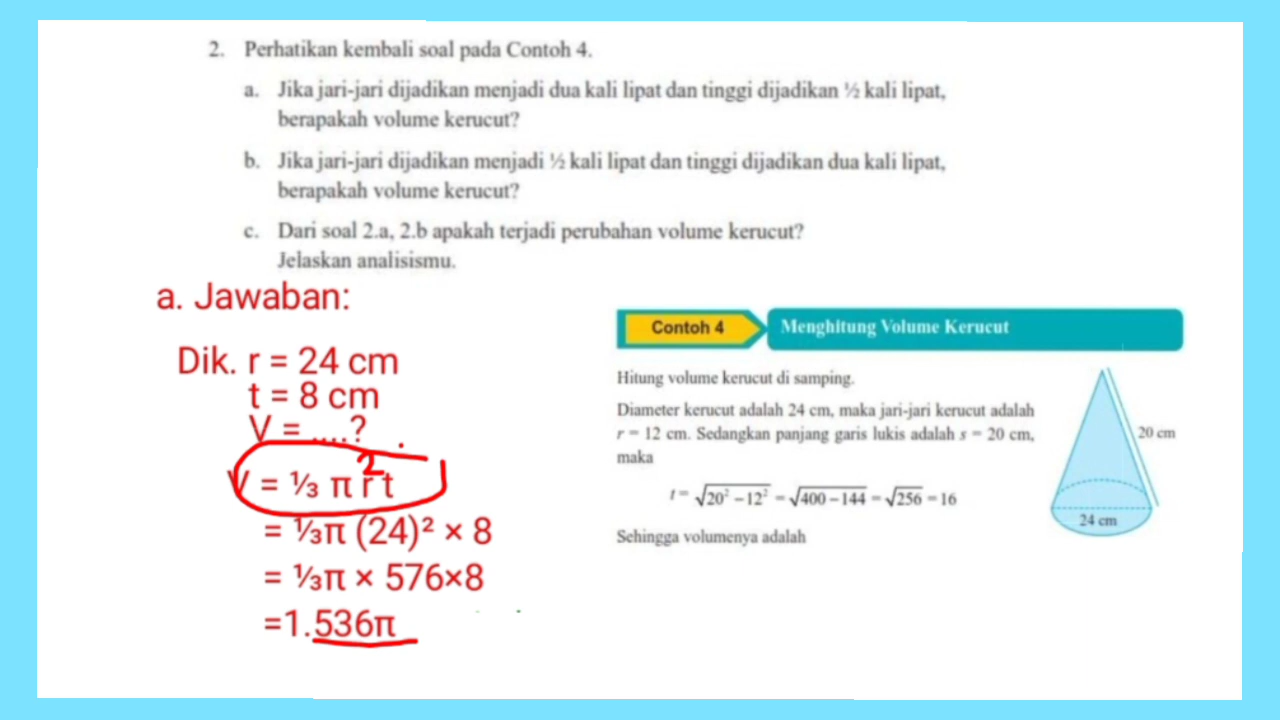 2. Perhatikan kembali soal pada Contoh 4.
a. Jika jari-jari dijadikan menjadi dua kali lipat dan tinggi dijadikan ½ kali lipat,
berapakah volume kerucut?
b. Jika jari-jari dijadikan menjadi ½ kali lipat dan tinggi dijadikan dua kali lipat,
berapakah volume kerucut?
c. Dari soal 2.a, 2.b apakah terjadi perubahan volume kerucut?
Jelaskan analisismu.
a. Jawaban:
Dik. r = 24 cm
t = 8 cm
V = ....?
V = ⅓ π r²t
= ⅓π (24)² × 8
= ⅓π × 576×8
=1.536π
Contoh 4 Menghitung Volume Kerucut
Hitung volume kerucut di samping.
Diameter kerucut adalah 24 cm, maka jari-jari kerucut adalah
r = 12 cm. Sedangkan panjang garis lukis adalah s = 20 cm,
maka
t = √20² – 12² = √400 – 144 = √256 = 16
Sehingga volumenya adalah
20 cm
24 cm